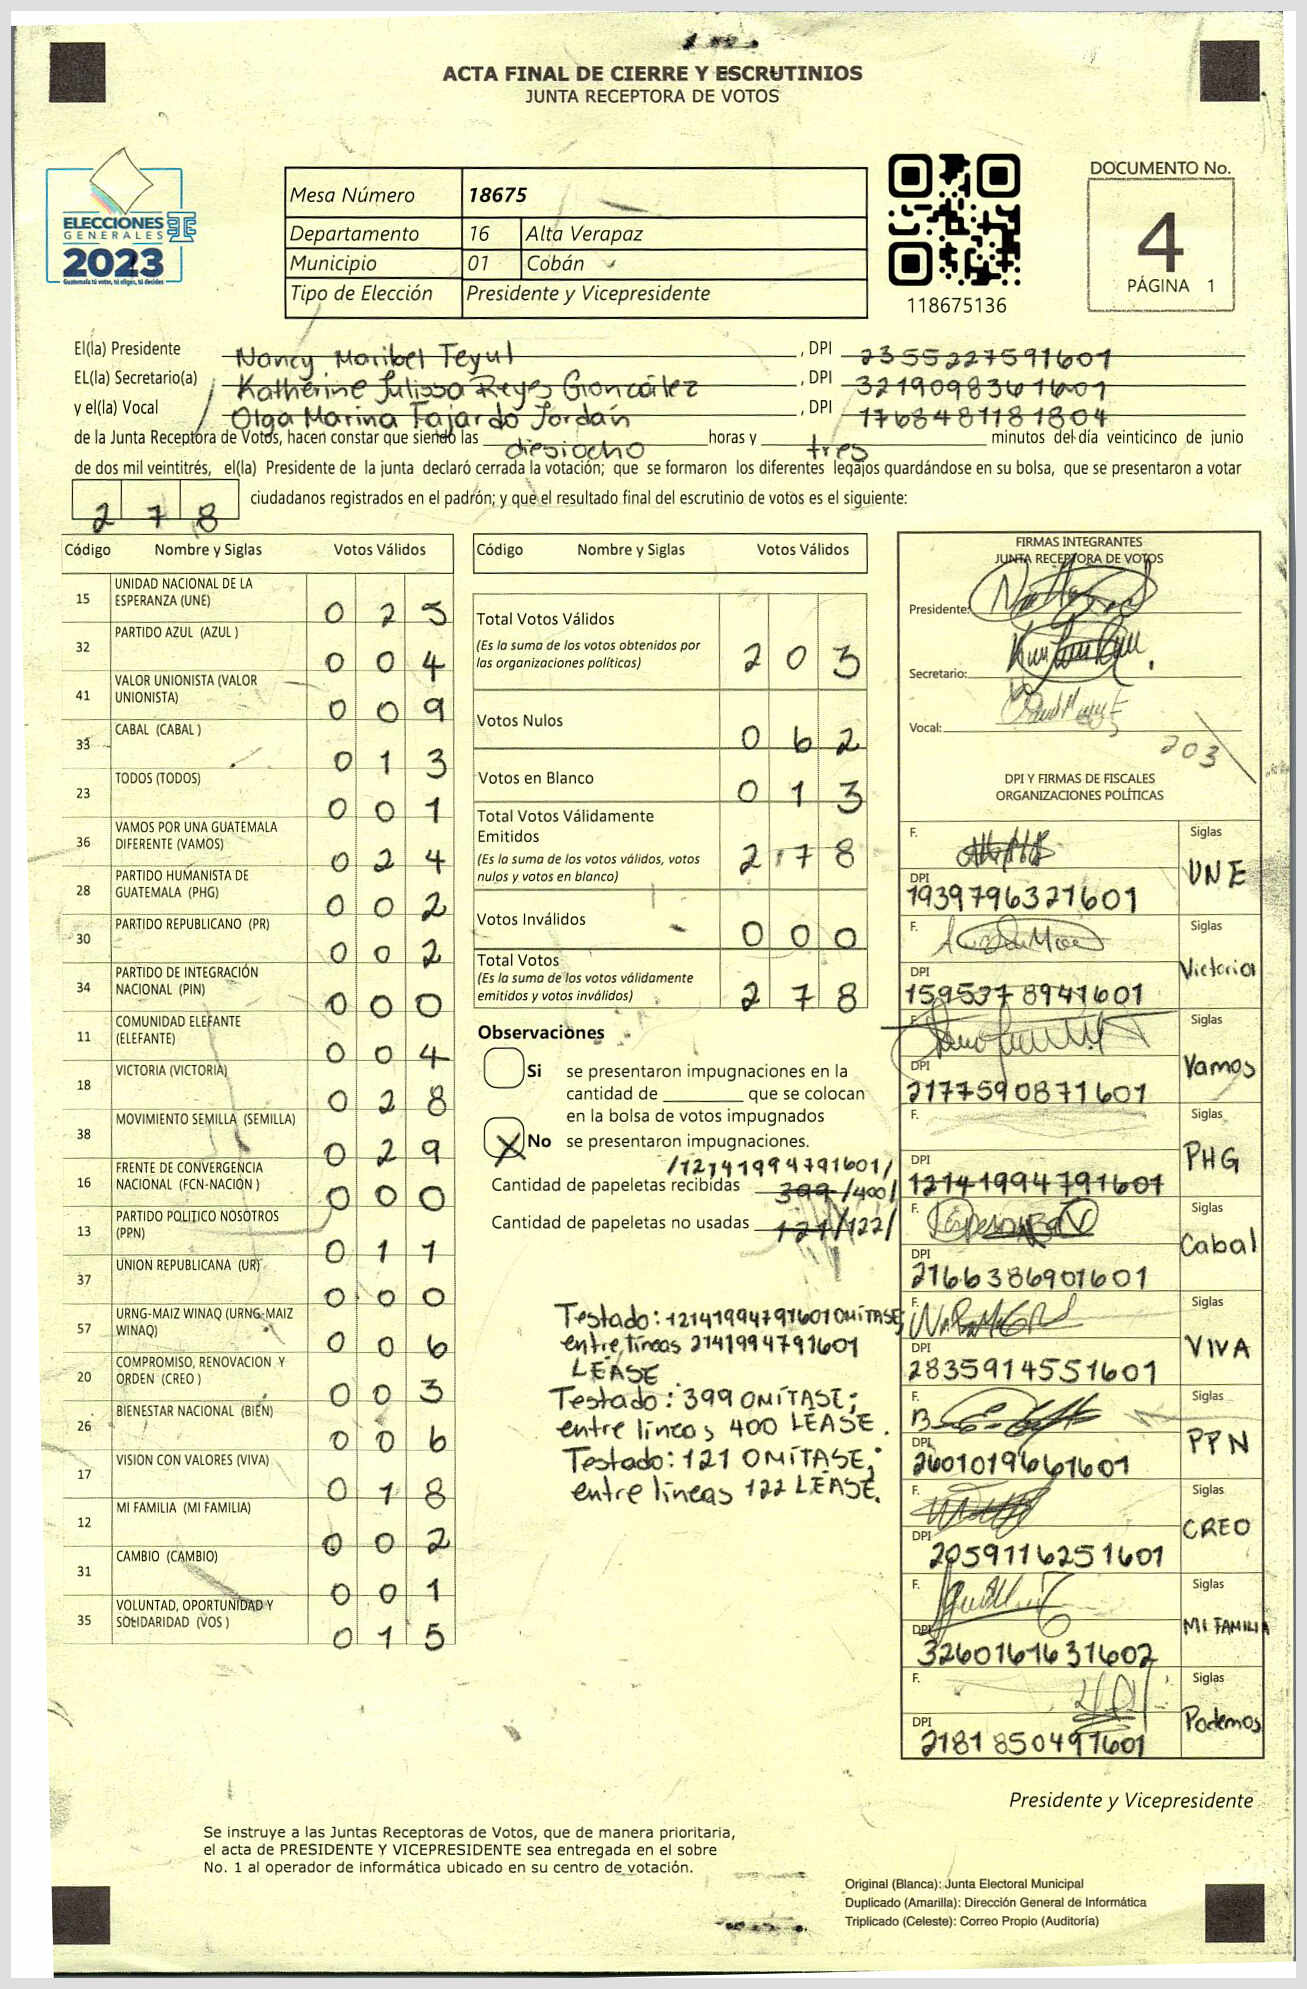 ACTA FINAL DE CIERRE Y ESCRUTINIOS
JUNTA RECEPTORA DE VOTOS
ELECCIONES
GENERALES
2023
Guatemala tú votas, tú eliges, tú decides
Mesa Número 18675
Departamento 16 Alta Verapaz
Municipio 01 Cobán
Tipo de Elección Presidente y Vicepresidente
118675136
DOCUMENTO No.
4
PÁGINA 1
El(la) Presidente Nancy Maribel Teyul, DPI 2355227591601
EL(la) Secretario(a) Katherine Julissa Reyes González, DPI 3219098361601
y el(la) Vocal Olga Marina Fajardo Jordán, DPI 1768481181804
de la Junta Receptora de Votos, hacen constar que siendo las diesiocho horas y tres minutos del día veinticinco de junio
de dos mil veintitrés, el(la) Presidente de la junta declaró cerrada la votación; que se formaron los diferentes legajos guardándose en su bolsa, que se presentaron a votar
278 ciudadanos registrados en el padrón; y que el resultado final del escrutinio de votos es el siguiente:
Código Nombre y Siglas Votos Válidos
15 UNIDAD NACIONAL DE LA ESPERANZA (UNE) 025
32 PARTIDO AZUL (AZUL ) 004
41 VALOR UNIONISTA (VALOR UNIONISTA) 009
33 CABAL (CABAL ) 013
23 TODOS (TODOS) 001
36 VAMOS POR UNA GUATEMALA DIFERENTE (VAMOS) 024
28 PARTIDO HUMANISTA DE GUATEMALA (PHG) 002
30 PARTIDO REPUBLICANO (PR) 002
34 PARTIDO DE INTEGRACIÓN NACIONAL (PIN) 000
11 COMUNIDAD ELEFANTE (ELEFANTE) 004
18 VICTORIA (VICTORIA) 028
38 MOVIMIENTO SEMILLA (SEMILLA) 029
16 FRENTE DE CONVERGENCIA NACIONAL (FCN-NACIÓN ) 000
13 PARTIDO POLITICO NOSOTROS (PPN) 011
37 UNION REPUBLICANA (UR) 000
57 URNG-MAIZ WINAQ (URNG-MAIZ WINAQ) 006
20 COMPROMISO, RENOVACION Y ORDEN (CREO ) 003
26 BIENESTAR NACIONAL (BIEN) 006
17 VISION CON VALORES (VIVA) 018
12 MI FAMILIA (MI FAMILIA) 002
31 CAMBIO (CAMBIO) 001
35 VOLUNTAD, OPORTUNIDAD Y SOLIDARIDAD (VOS ) 015
Código Nombre y Siglas Votos Válidos
Total Votos Válidos 203
(Es la suma de los votos obtenidos por
las organizaciones políticas)
Votos Nulos 062
Votos en Blanco 013
Total Votos Válidamente
Emitidos 278
(Es la suma de los votos válidos, votos
nulos y votos en blanco)
Votos Inválidos 000
Total Votos 278
(Es la suma de los votos válidamente
emitidos y votos inválidos)
Observaciones
Si se presentaron impugnaciones en la
cantidad de ________ que se colocan
en la bolsa de votos impugnados
X No se presentaron impugnaciones.
/121419994791601/
Cantidad de papeletas recibidas 399 /400/
Cantidad de papeletas no usadas 121 /122/
Testado: 12141994791601 OMÍTASE;
entre líneas 2141994791601
LEASE
Testado: 399 OMÍTASE;
entre líneas 400 LÉASE.
Testado: 121 OMÍTASE;
entre líneas 122 LÉASE.
FIRMAS INTEGRANTES
JUNTA RECEPTORA DE VOTOS
Presidente:
Secretario:
Vocal:
203
DPI Y FIRMAS DE FISCALES
ORGANIZACIONES POLÍTICAS
F. Siglas UNE
DPI 1939796321601
F. Siglas Victoria
DPI 1595378941601
F. Siglas Vamos
DPI 2177590871601
F. Siglas PHG
DPI 12141994791601
F. Siglas Cabal
DPI 2166386901601
F. Siglas VIVA
DPI 2835914551601
F. Siglas PPN
DPI 2601019661601
F. Siglas CREO
DPI 2059116251601
F. Siglas MI FAMILIA
DPI 3260161631602
F. Siglas Podemos
DPI 2181850491601
Presidente y Vicepresidente
Se instruye a las Juntas Receptoras de Votos, que de manera prioritaria,
el acta de PRESIDENTE Y VICEPRESIDENTE sea entregada en el sobre
No. 1 al operador de informática ubicado en su centro de votación.
Original (Blanca): Junta Electoral Municipal
Duplicado (Amarilla): Dirección General de Informática
Triplicado (Celeste): Correo Propio (Auditoría)